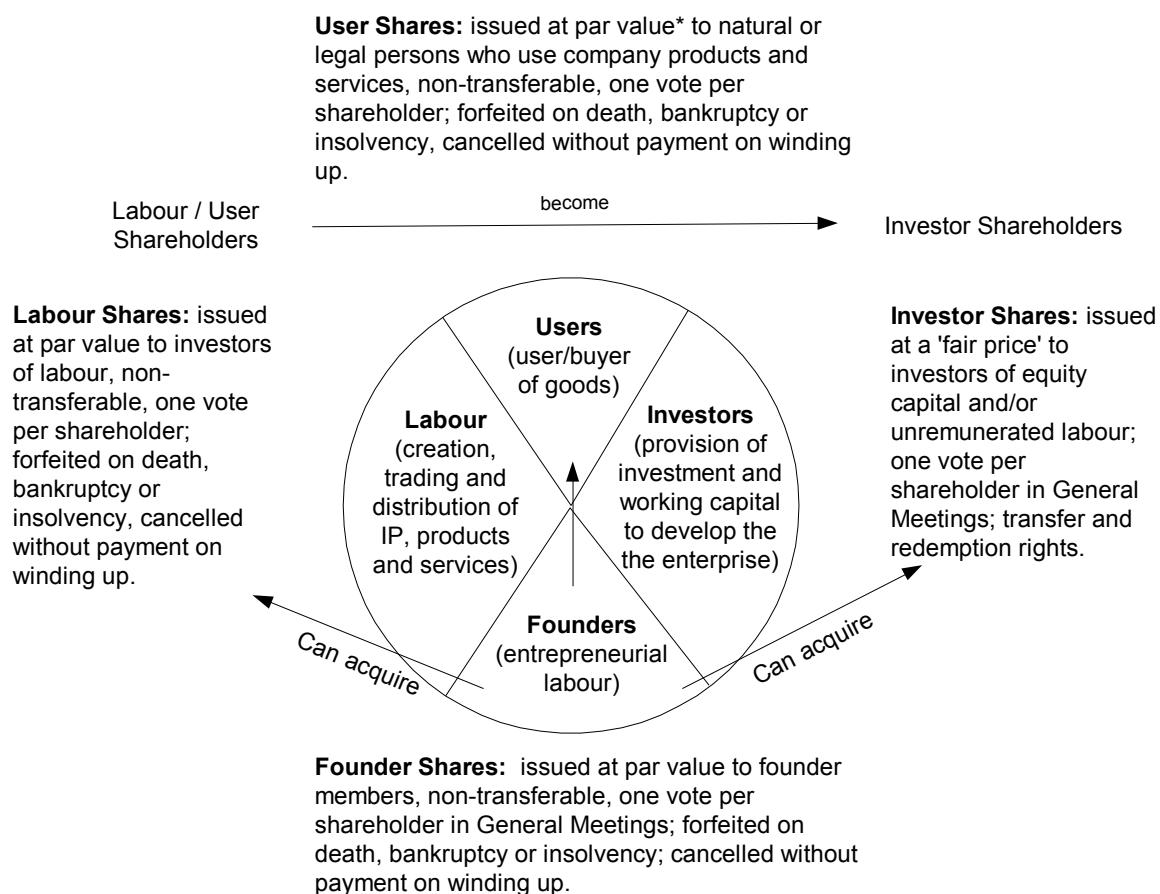 User Shares: issued at par value* to natural or
legal persons who use company products and
services, non-transferable, one vote per
shareholder; forfeited on death, bankruptcy or
insolvency, cancelled without payment on winding
up.
Labour / User
Shareholders
become
Investor Shareholders
Labour Shares: issued
at par value to investors
of labour, non-
transferable, one vote
per shareholder;
forfeited on death,
bankruptcy or
insolvency, cancelled
without payment on
winding up.
Users
(user/buyer
of goods)
Labour
(creation,
trading and
distribution of
IP, products
and services)
Investors
(provision of
investment and
working capital
to develop the
the enterprise)
Founders
(entrepreneurial
labour)
Investor Shares: issued
at a 'fair price' to
investors of equity
capital and/or
unremunerated labour;
one vote per
shareholder in General
Meetings; transfer and
redemption rights.
Can acquire
Can acquire
Founder Shares: issued at par value to founder
members, non-transferable, one vote per
shareholder in General Meetings; forfeited on
death, bankruptcy or insolvency; cancelled without
payment on winding up.